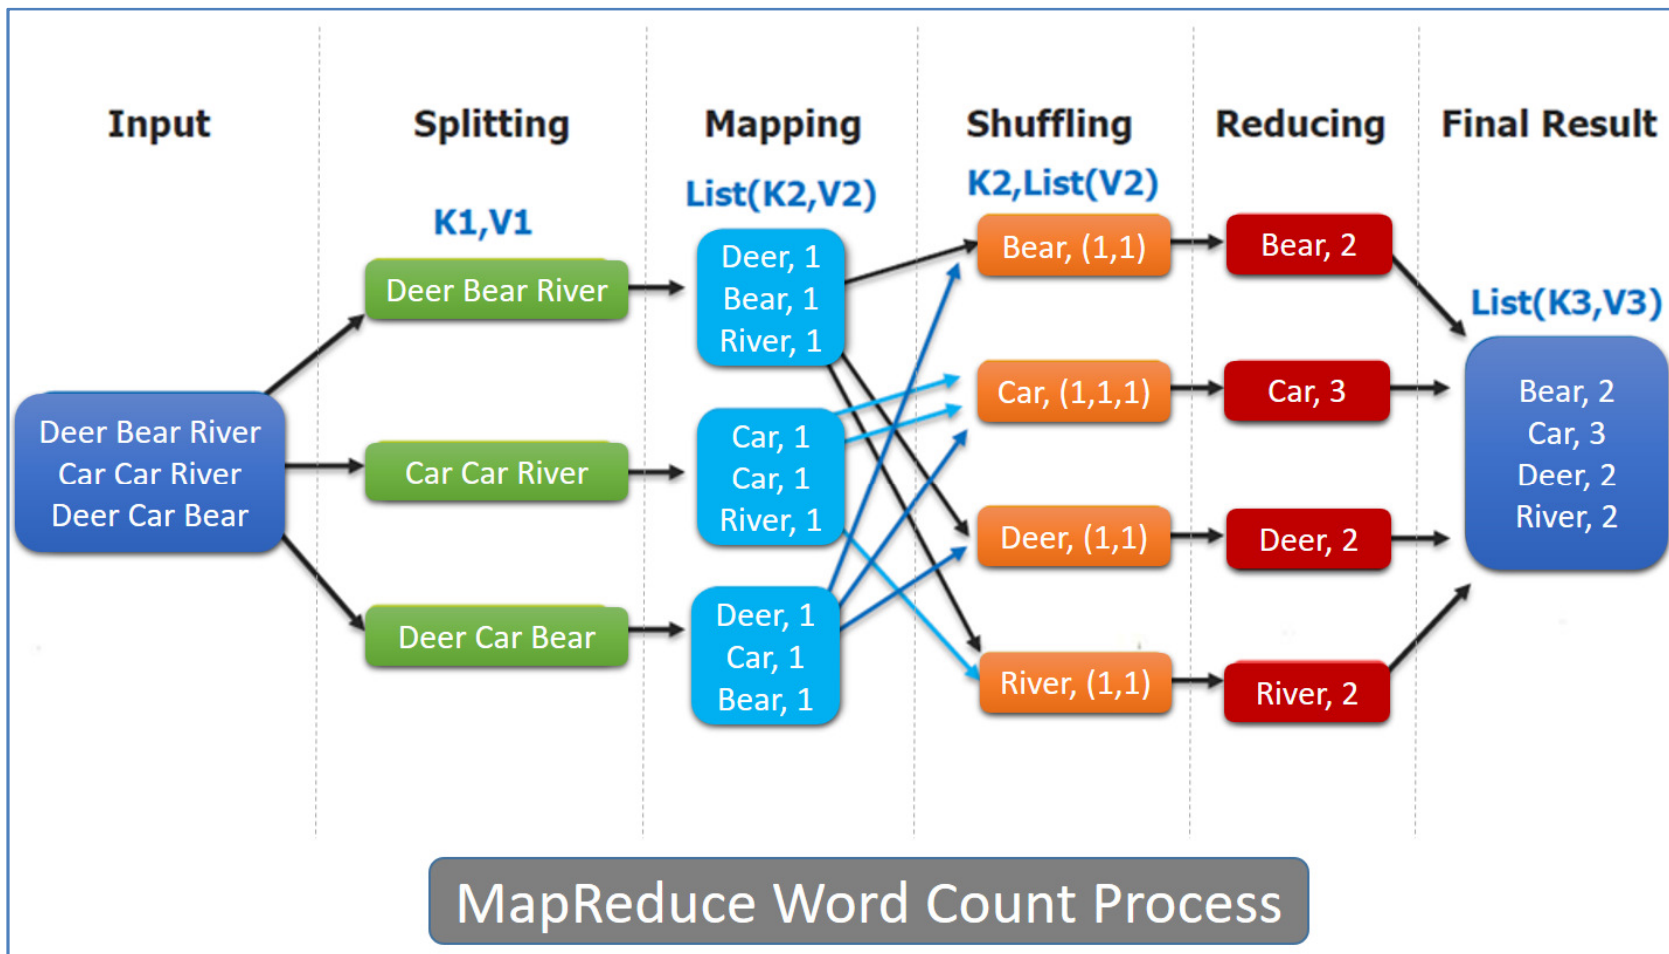 Input
Splitting
Mapping
Shuffling
Reducing
Final Result
K1,V1
List(K2,V2)
K2,List(V2)
List(K3,V3)
Deer Bear River
Car Car River
Deer Car Bear
Deer Bear River
Car Car River
Deer Car Bear
Deer, 1
Bear, 1
River, 1
Car, 1
Car, 1
River, 1
Deer, 1
Car, 1
Bear, 1
Bear, (1,1)
Car, (1,1,1)
Deer, (1,1)
River, (1,1)
Bear, 2
Car, 3
Deer, 2
River, 2
Bear, 2
Car, 3
Deer, 2
River, 2
MapReduce Word Count Process